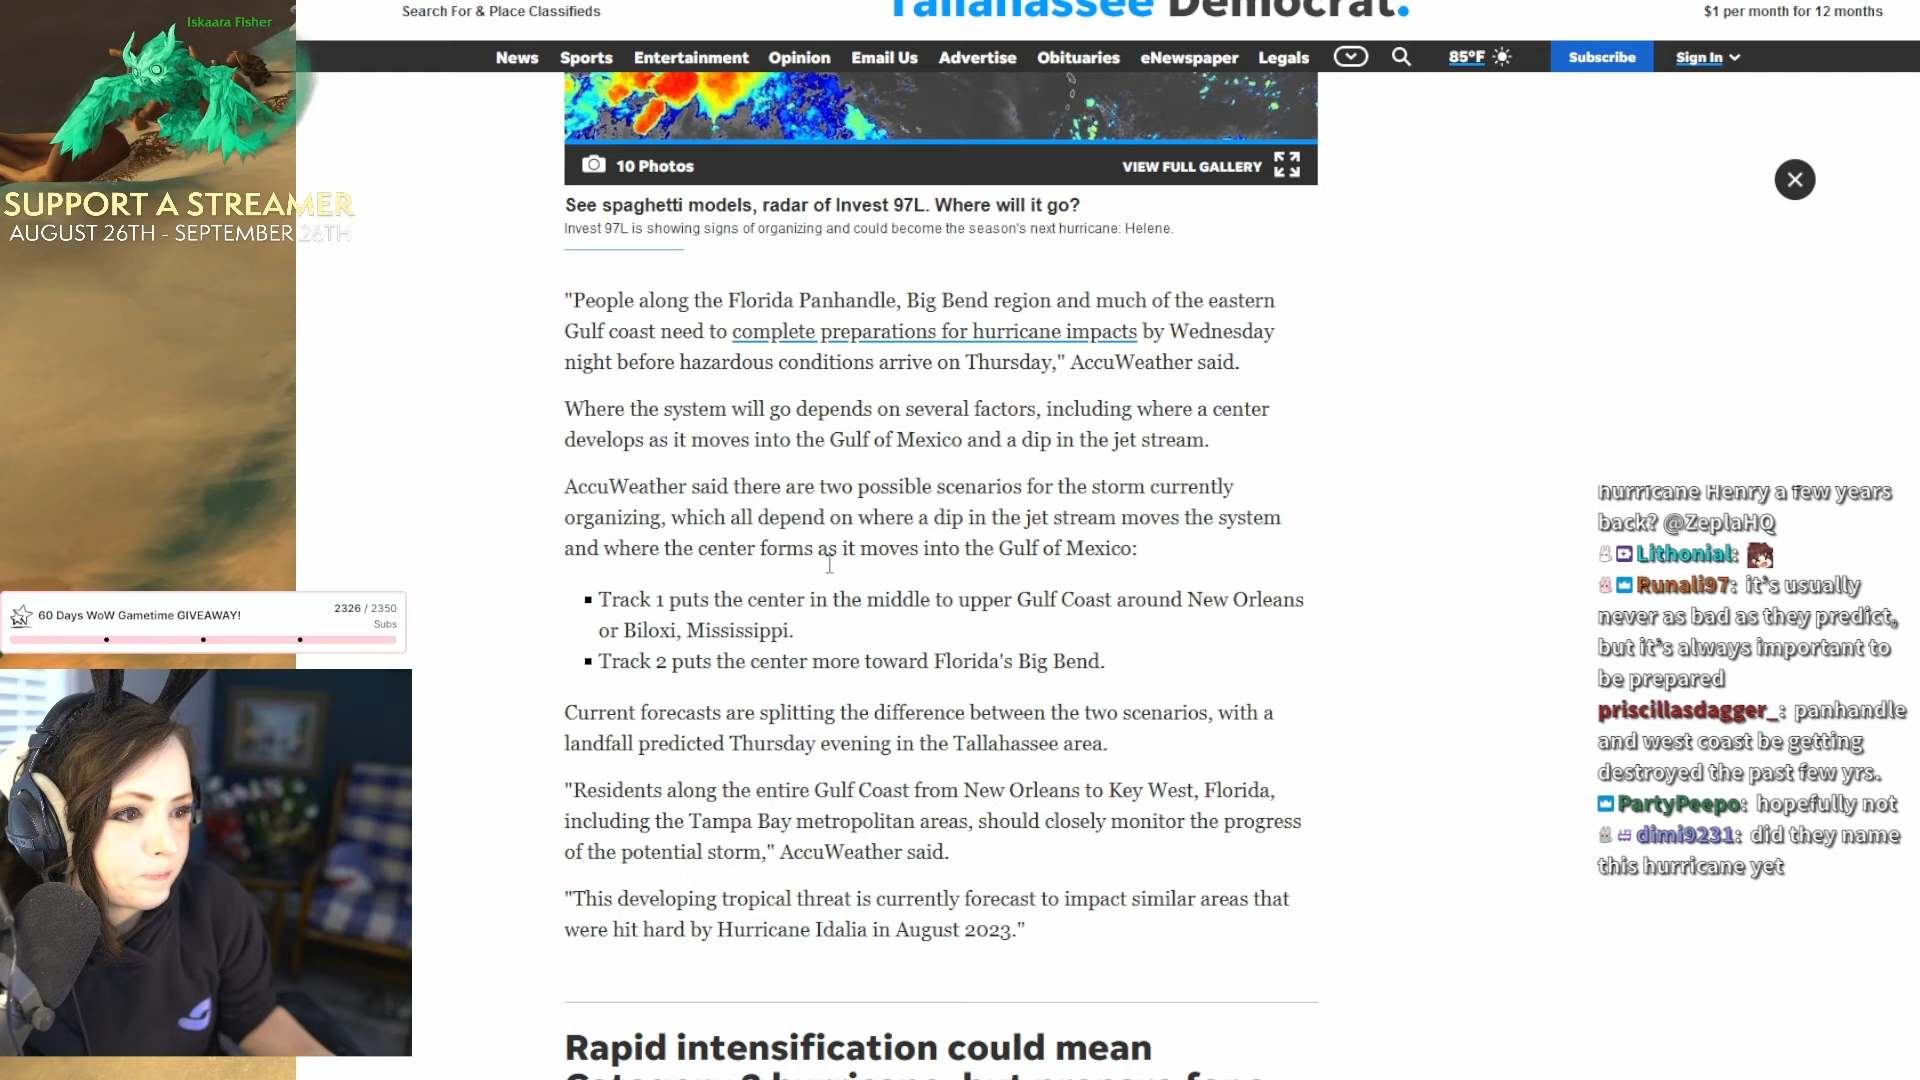 Iskaara Fisher
SUPPORT A STREAMER
AUGUST 26TH - SEPTEMBER 26TH
60 Days WoW Gametime GIVEAWAY!
2326 / 2350
Subs
Search For & Place Classifieds
Tallahassee Democrat.
$1 per month for 12 months
News Sports Entertainment Opinion Email Us Advertise Obituaries eNewspaper Legals 85°F Subscribe Sign In
10 Photos
VIEW FULL GALLERY
See spaghetti models, radar of Invest 97L. Where will it go?
Invest 97L is showing signs of organizing and could become the season's next hurricane: Helene.
"People along the Florida Panhandle, Big Bend region and much of the eastern
Gulf coast need to complete preparations for hurricane impacts by Wednesday
night before hazardous conditions arrive on Thursday," AccuWeather said.
Where the system will go depends on several factors, including where a center
develops as it moves into the Gulf of Mexico and a dip in the jet stream.
AccuWeather said there are two possible scenarios for the storm currently
organizing, which all depend on where a dip in the jet stream moves the system
and where the center forms as it moves into the Gulf of Mexico:
▪ Track 1 puts the center in the middle to upper Gulf Coast around New Orleans
or Biloxi, Mississippi.
▪ Track 2 puts the center more toward Florida's Big Bend.
Current forecasts are splitting the difference between the two scenarios, with a
landfall predicted Thursday evening in the Tallahassee area.
"Residents along the entire Gulf Coast from New Orleans to Key West, Florida,
including the Tampa Bay metropolitan areas, should closely monitor the progress
of the potential storm," AccuWeather said.
"This developing tropical threat is currently forecast to impact similar areas that
were hit hard by Hurricane Idalia in August 2023."
Rapid intensification could mean
hurricane Henry a few years
back? @ZeplaHQ
Lithonial:
Runali97: it's usually
never as bad as they predict,
but it's always important to
be prepared
priscillasdagger_: panhandle
and west coast be getting
destroyed the past few yrs.
PartyPeepo: hopefully not
dimi9231: did they name
this hurricane yet